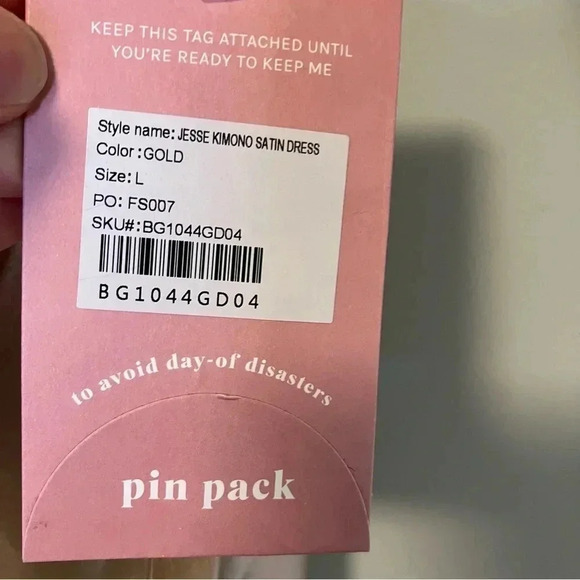 KEEP THIS TAG ATTACHED UNTIL
YOU'RE READY TO KEEP ME
Style name: JESSE KIMONO SATIN DRESS
Color :GOLD
Size: L
PO: FS007
SKU#:BG1044GD04
BG1044GD04
to avoid day-of disasters
pin pack